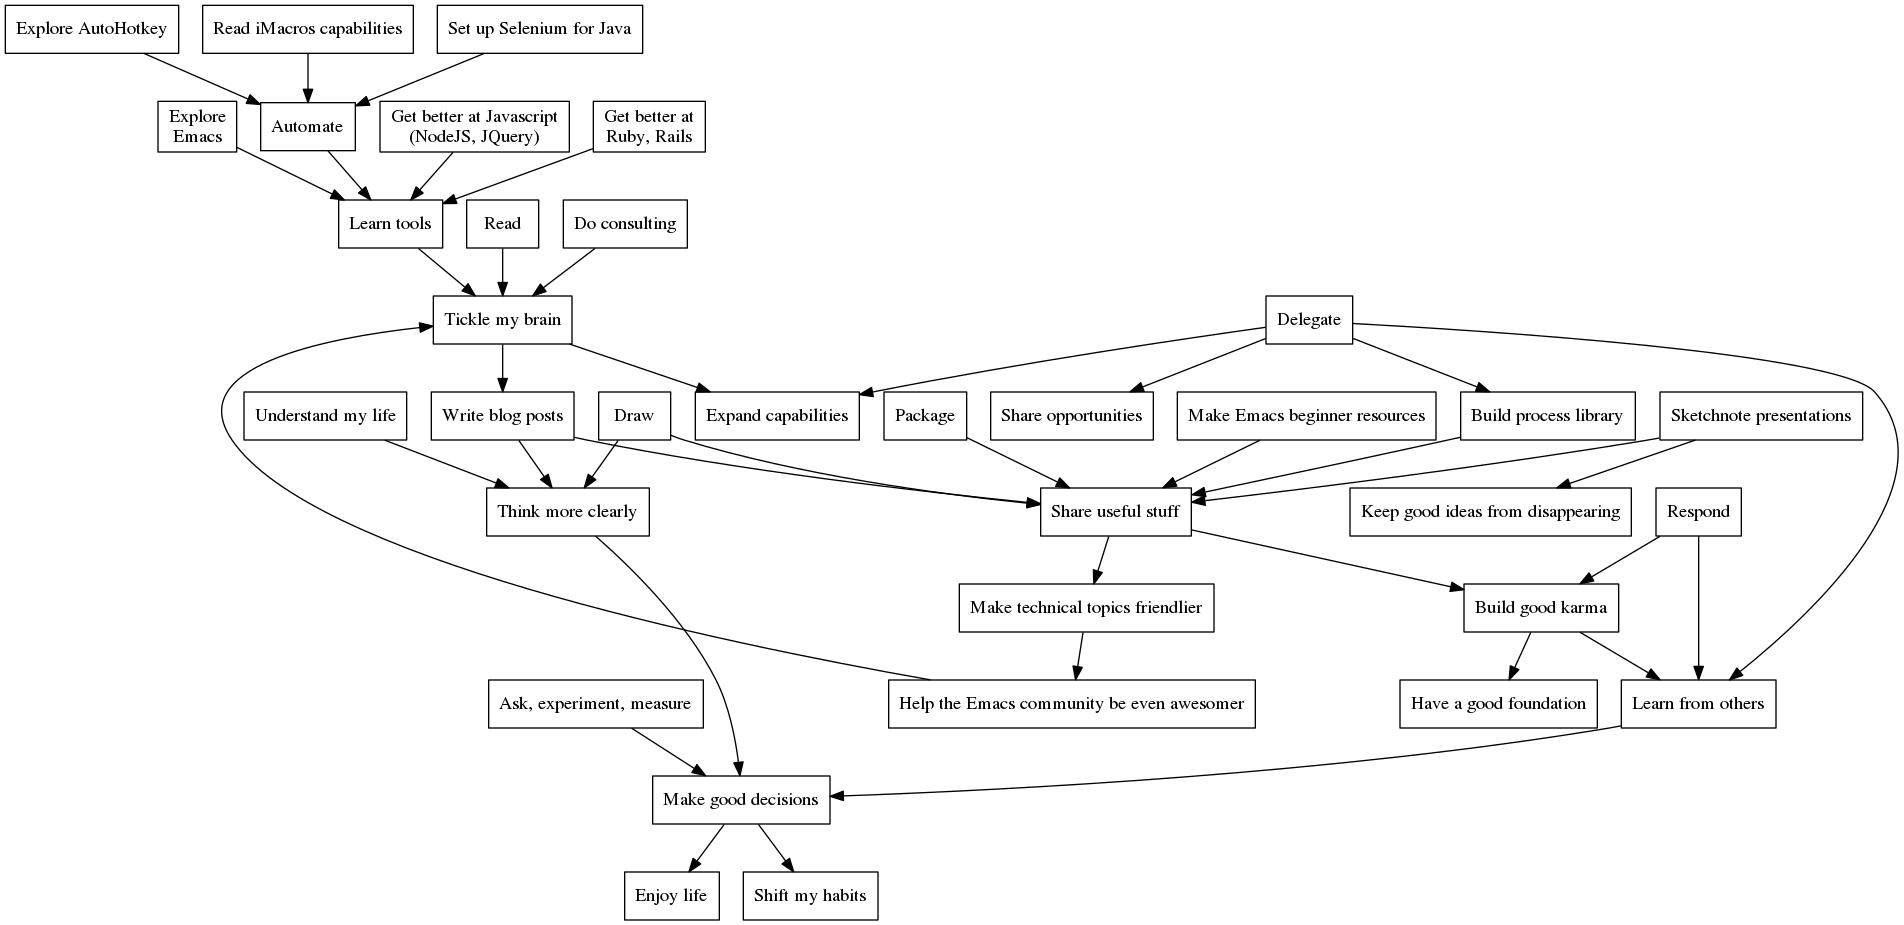 Explore AutoHotkey
Read iMacros capabilities
Set up Selenium for Java
Explore
Emacs
Automate
Get better at Javascript
(NodeJS, JQuery)
Get better at
Ruby, Rails
Learn tools
Read
Do consulting
Tickle my brain
Delegate
Understand my life
Write blog posts
Draw
Expand capabilities
Package
Share opportunities
Make Emacs beginner resources
Build process library
Sketchnote presentations
Think more clearly
Share useful stuff
Keep good ideas from disappearing
Respond
Make technical topics friendlier
Build good karma
Ask, experiment, measure
Help the Emacs community be even awesomer
Have a good foundation
Learn from others
Make good decisions
Enjoy life
Shift my habits